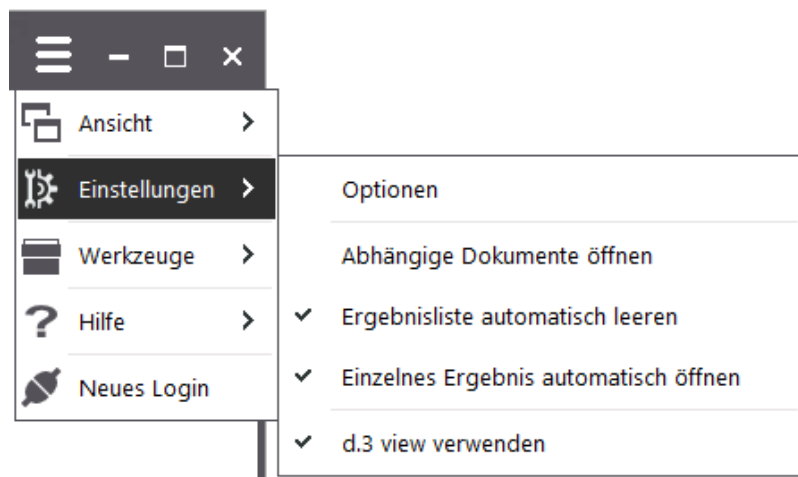 Ansicht
Einstellungen
Optionen
Werkzeuge
Abhängige Dokumente öffnen
Hilfe
Ergebnisliste automatisch leeren
Einzelnes Ergebnis automatisch öffnen
Neues Login
d.3 view verwenden